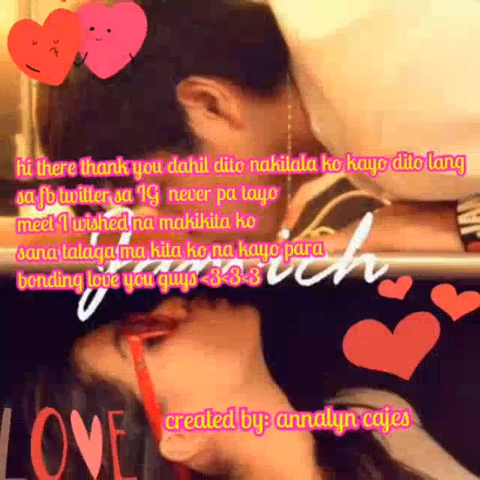 hi there thank you dahil dito nakilala ko kayo dito lang
sa fb twitter sa IG never pa tayo
meet I wished na makikita ko
sana talaga ma kita ko na kayo para
bonding love you guys <3<3<3
LOVE
created by: annalyn cajes